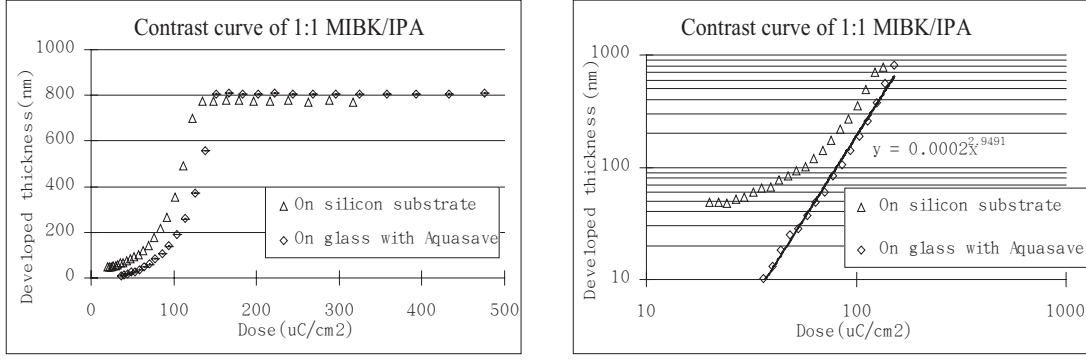 Contrast curve of 1:1 MIBK/IPA
Developed thickness(nm)
1000
800
600
400
200
0
0 100 200 300 400 500
Dose(uC/cm2)
On silicon substrate
On glass with Aquasave
Contrast curve of 1:1 MIBK/IPA
Developed thickness(nm)
1000
100
10
10 100 1000
Dose(uC/cm2)
y = 0.0002x^2.9491
On silicon substrate
On glass with Aquasave